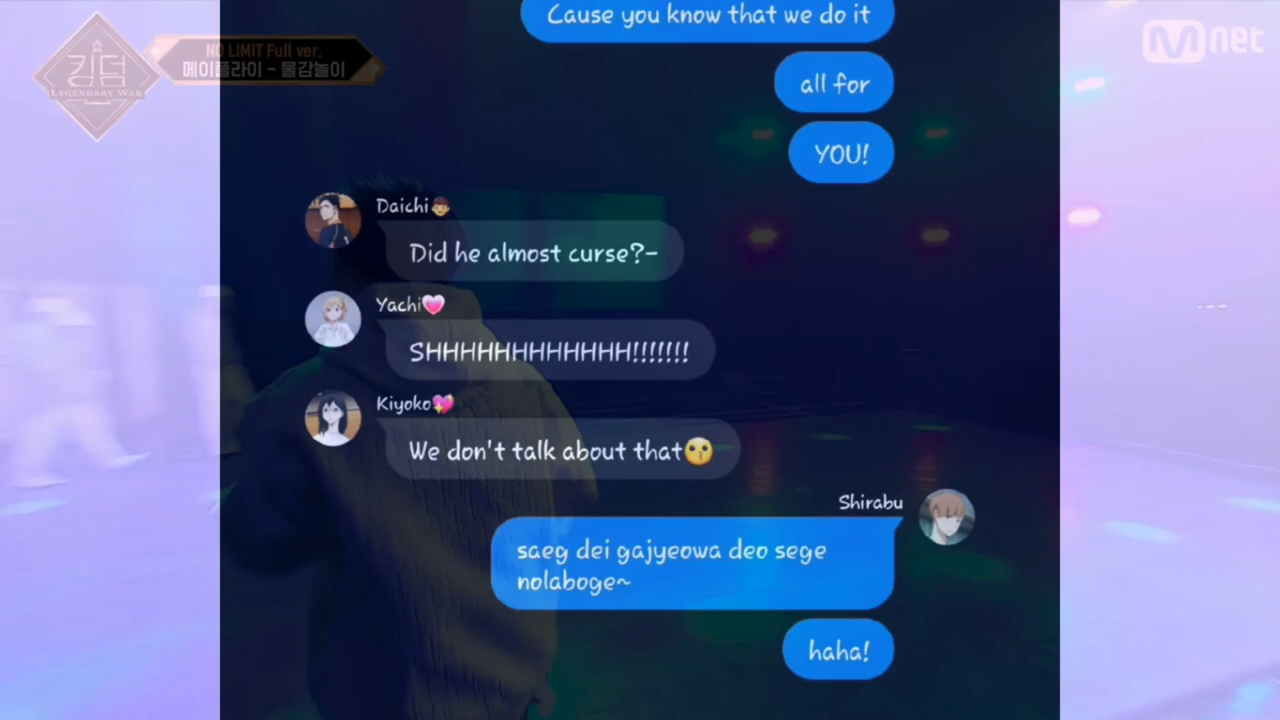 Cause you know that we do it
NO LIMIT Full ver.
메이플라이 - 물감놀이
킹덤
LEGENDARY WAR
Mnet
all for
YOU!
Daichi👦🏽
Did he almost curse?-
Yachi💗
SHHHHHHHHHHHH!!!!!!!
Kiyoko💖
We don't talk about that😗
Shirabu
saeg dei gajyeowa deo sege
nolaboge~
haha!